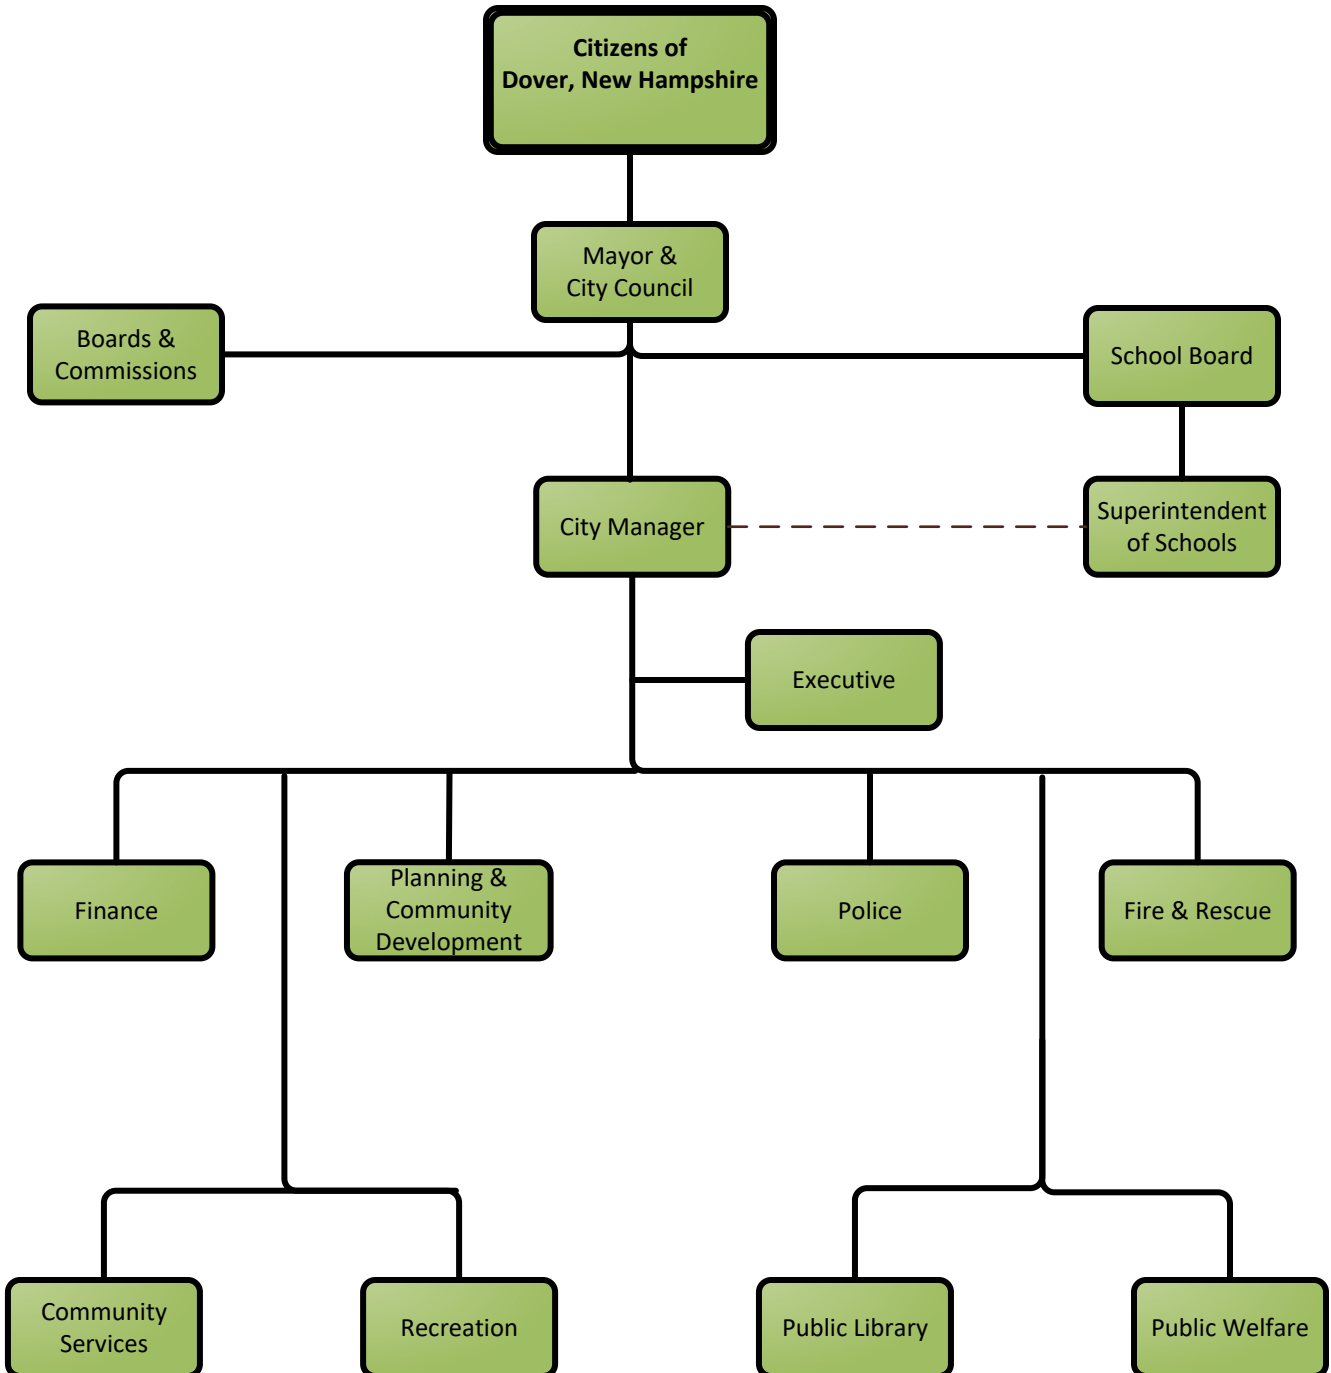 Citizens of
Dover, New Hampshire
Mayor &
City Council
Boards &
Commissions
School Board
City Manager
Superintendent
of Schools
Executive
Finance
Planning &
Community
Development
Police
Fire & Rescue
Community
Services
Recreation
Public Library
Public Welfare